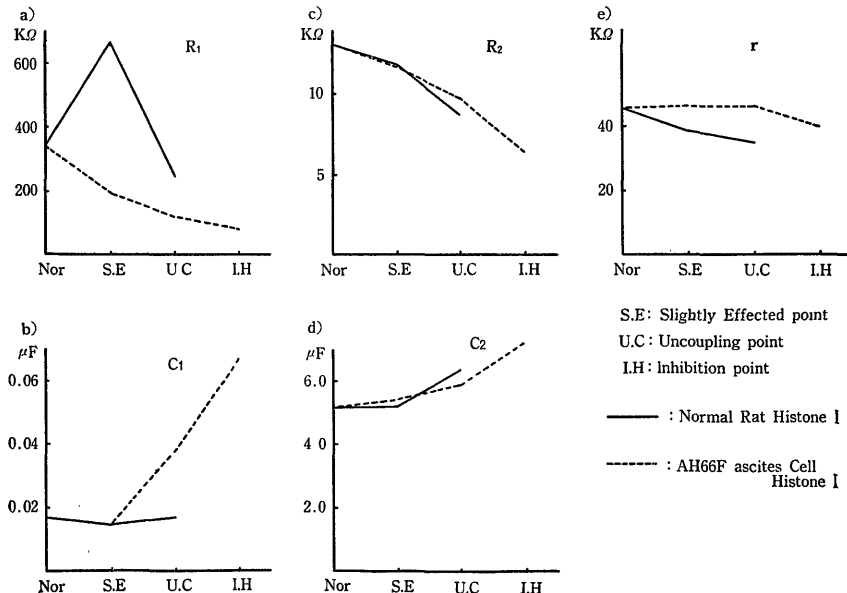 a)
KΩ
R1
600
400
200
Nor S.E U C I.H
c)
KΩ
R2
10
5
Nor S.E U.C I.H
e)
KΩ
r
40
20
Nor S.E U.C I.H
b)
μF
C1
0.06
0.04
0.02
Nor S.E U.C I.H
d)
μF
C2
6.0
4 0
2.0
Nor S.E U.C I.H
S.E: Slightly Effected point
U.C: Uncoupling point
I.H: Inhibition point
: Normal Rat Histone I
: AH66F ascites Cell
Histone I